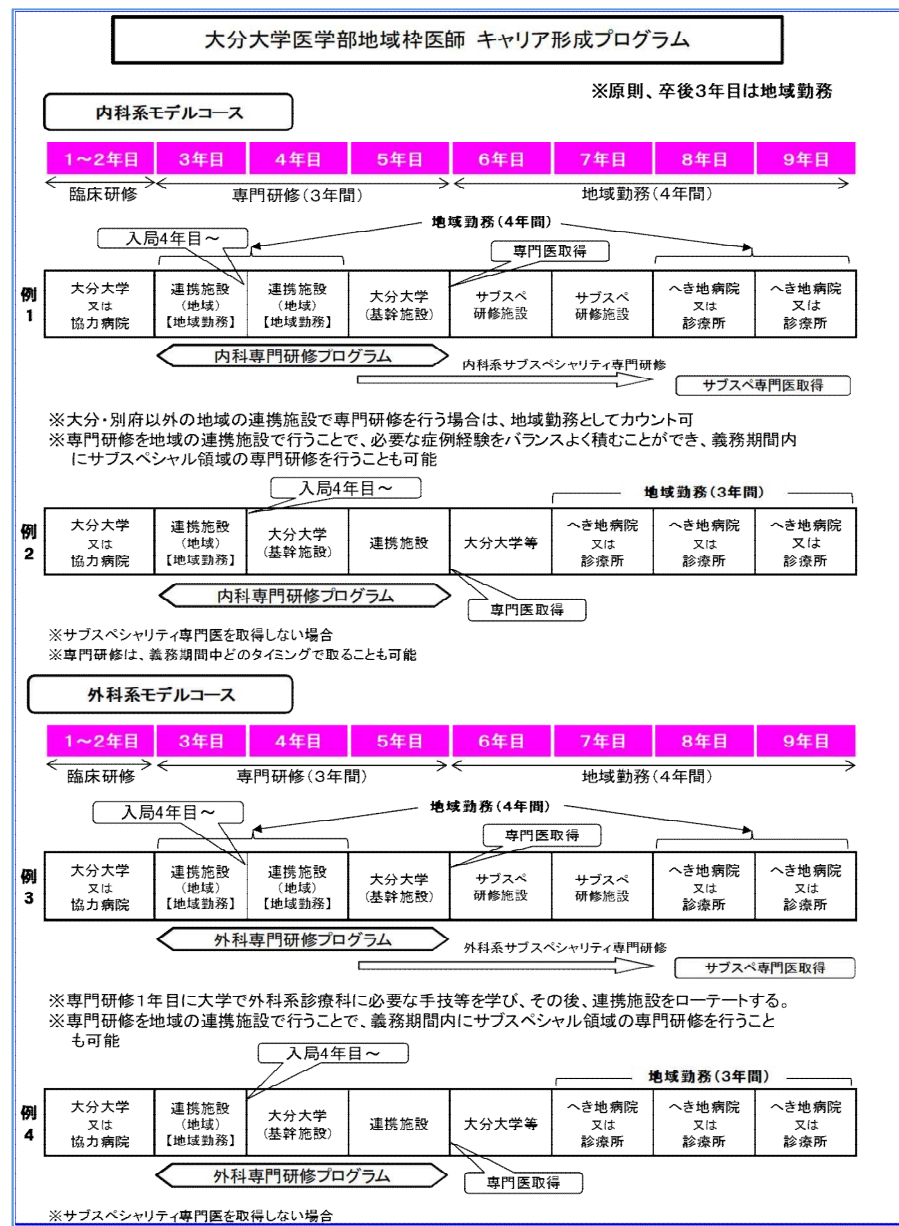 大分大学医学部地域枠医師 キャリア形成プログラム
※原則、卒後3年目は地域勤務
内科系モデルコース
1～2年目 3年目 4年目 5年目 6年目 7年目 8年目 9年目
臨床研修 専門研修(3年間) 地域勤務(4年間)
地域勤務(4年間)
入局4年目～
専門医取得
例1
大分大学 又は 協力病院
連携施設 (地域) 【地域勤務】
連携施設 (地域) 【地域勤務】
大分大学 (基幹施設)
サブスペ 研修施設
サブスペ 研修施設
へき地病院 又は 診療所
へき地病院 又は 診療所
内科専門研修プログラム
内科系サブスペシャリティ専門研修
サブスペ専門医取得
※大分・別府以外の地域の連携施設で専門研修を行う場合は、地域勤務としてカウント可
※専門研修を地域の連携施設で行うことで、必要な症例経験をバランスよく積むことができ、義務期間内
にサブスペシャル領域の専門研修を行うことも可能
入局4年目～
地域勤務(3年間)
例2
大分大学 又は 協力病院
連携施設 (地域) 【地域勤務】
大分大学 (基幹施設)
連携施設
大分大学等
へき地病院 又は 診療所
へき地病院 又は 診療所
へき地病院 又は 診療所
内科専門研修プログラム
専門医取得
※サブスペシャリティ専門医を取得しない場合
※専門研修は、義務期間中どのタイミングで取ることも可能
外科系モデルコース
1～2年目 3年目 4年目 5年目 6年目 7年目 8年目 9年目
臨床研修 専門研修(3年間) 地域勤務(4年間)
地域勤務(4年間)
入局4年目～
専門医取得
例3
大分大学 又は 協力病院
連携施設 (地域) 【地域勤務】
連携施設 (地域) 【地域勤務】
大分大学 (基幹施設)
サブスペ 研修施設
サブスペ 研修施設
へき地病院 又は 診療所
へき地病院 又は 診療所
外科専門研修プログラム
外科系サブスペシャリティ専門研修
サブスペ専門医取得
※専門研修1年目に大学で外科系診療科に必要な手技等を学び、その後、連携施設をローテートする。
※専門研修を地域の連携施設で行うことで、義務期間内にサブスペシャル領域の専門研修を行うこと
も可能
入局4年目～
地域勤務(3年間)
例4
大分大学 又は 協力病院
連携施設 (地域) 【地域勤務】
大分大学 (基幹施設)
連携施設
大分大学等
へき地病院 又は 診療所
へき地病院 又は 診療所
へき地病院 又は 診療所
外科専門研修プログラム
専門医取得
※サブスペシャリティ専門医を取得しない場合